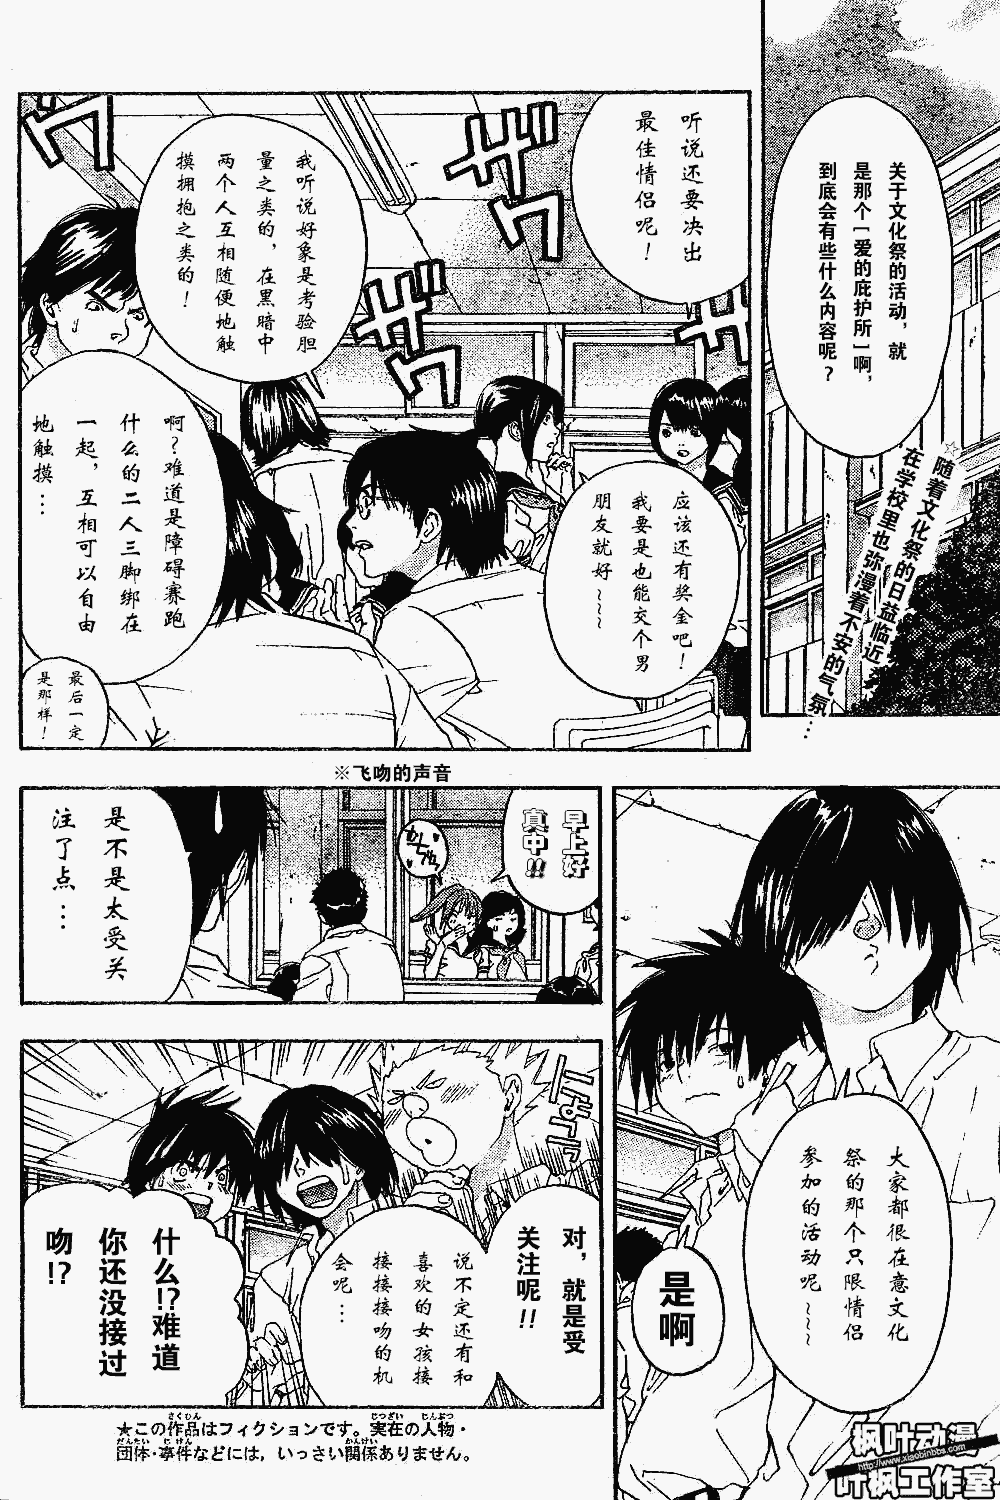 关于文化祭的活动，就
是那个［爱的庇护所］啊，
到底会有些什么内容呢？
☆随着文化祭的日益临近，
在学校里也弥漫着不安的气氛…
听说还要决出
最佳情侣呢！
我听说好象是考验胆
量之类的，在黑暗中
两个人互相随便地触
摸拥抱之类的！
应该还有奖金吧！
我要是也能交个男
朋友就好~~~
啊？难道是障碍赛跑
什么的二人三脚绑在
一起，互相可以自由
地触摸…
最后一定
是那样！
ザワ
ザワ
ザワ
ザワ
大家都很在意文化
祭的那个只限情侣
参加的活动呢~~~
是啊
※飞吻的声音
早上好
真中!!
是不是太受关
注了点…
对，就是受
关注呢!!
说不定还有和
喜欢的女孩接
接接接吻的机
会呢…
什么!?难道
你还没接过
吻!?
★この作品はフィクションです。実在の人物・
団体・事件などには，いっさい関係ありません。
枫叶动漫
http://www.xiaobinbbs.com
叶枫工作室